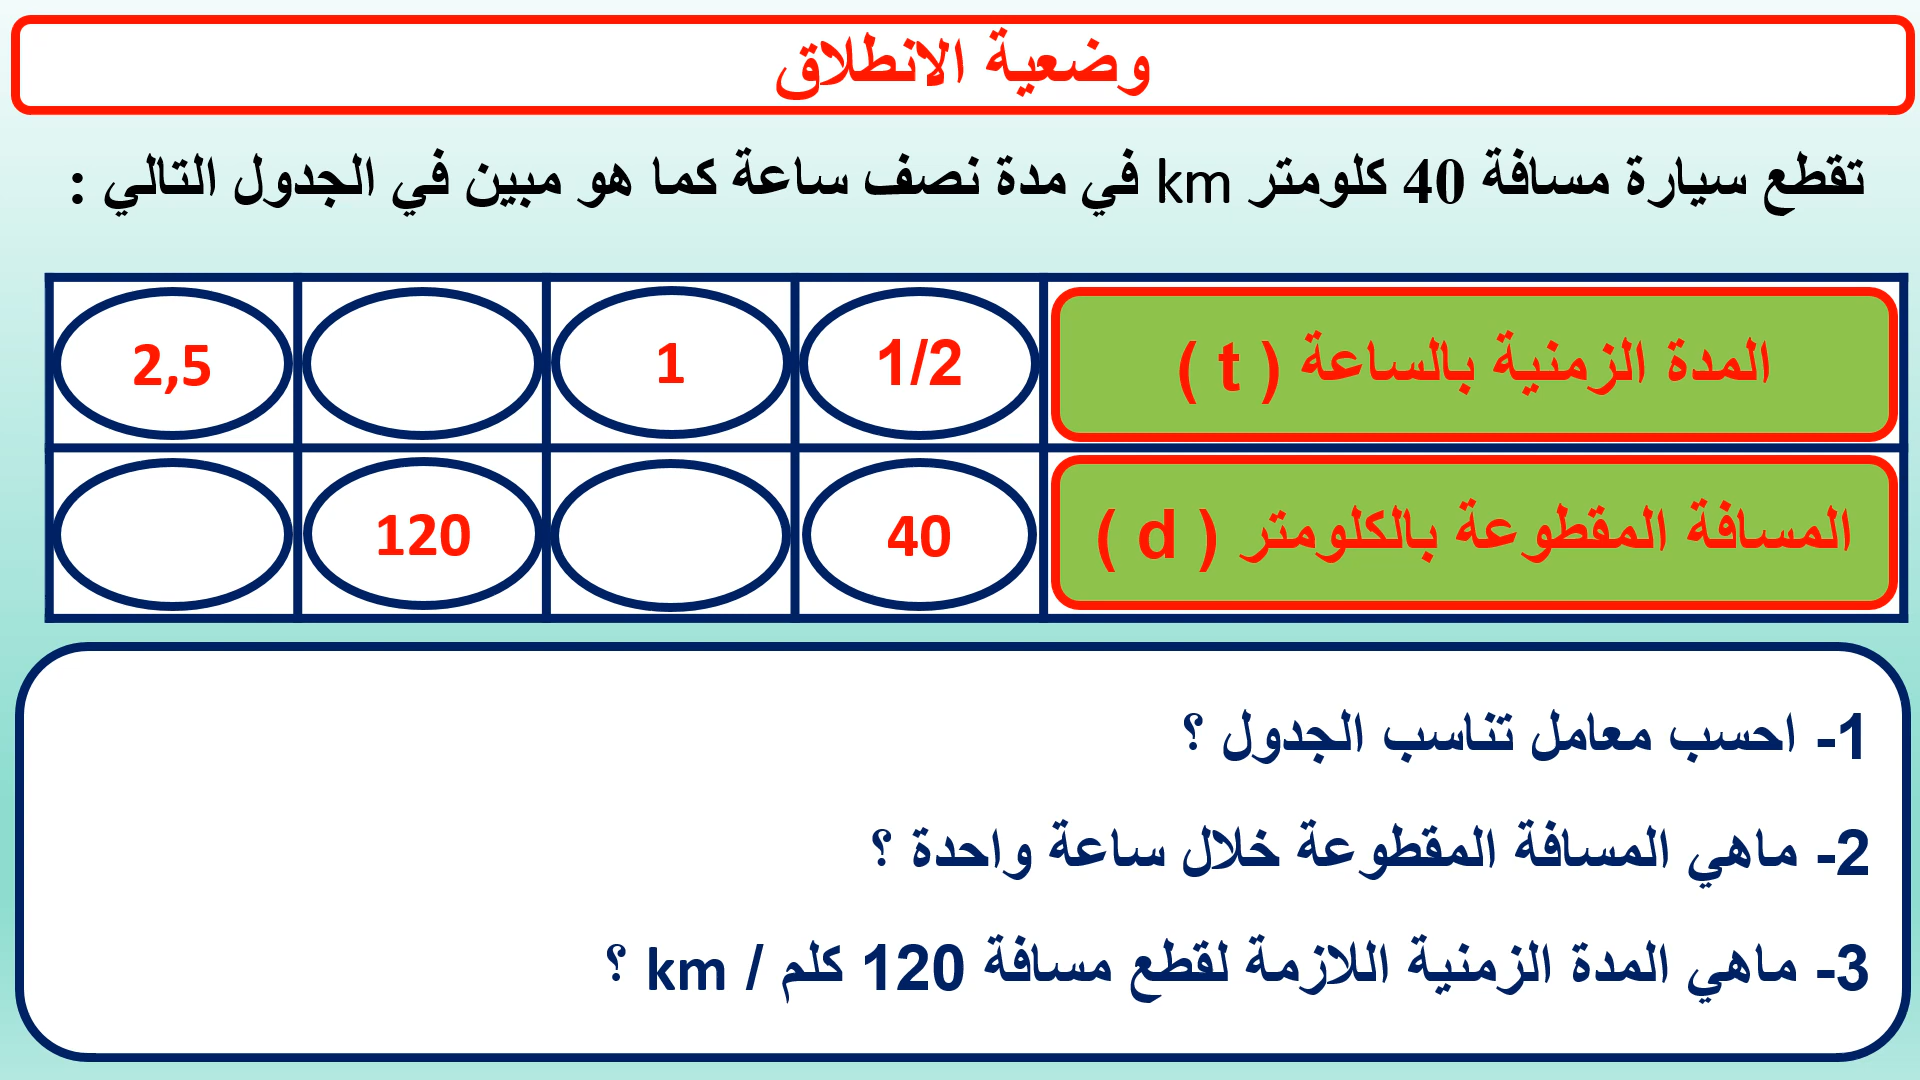 وضعية الانطلاق
تقطع سيارة مسافة 40 كلومتر km في مدة نصف ساعة كما هو مبين في الجدول التالي :
المدة الزمنية بالساعة ( t ) 1/2 1 2,5
المسافة المقطوعة بالكلومتر ( d ) 40 120
1- احسب معامل تناسب الجدول ؟
2- ماهي المسافة المقطوعة خلال ساعة واحدة ؟
3- ماهي المدة الزمنية اللازمة لقطع مسافة 120 كلم / km ؟